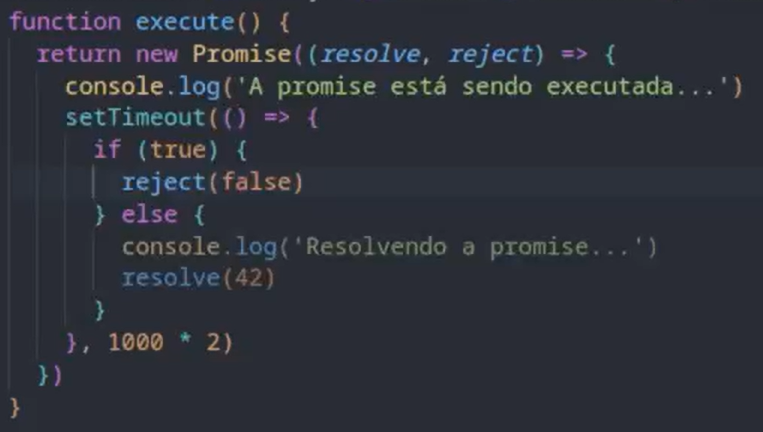 function execute() {
return new Promise((resolve, reject) => {
console.log('A promise está sendo executada...')
setTimeout(() => {
if (true) {
reject(false)
} else {
console.log('Resolvendo a promise...')
resolve(42)
}
}, 1000 * 2)
})
}